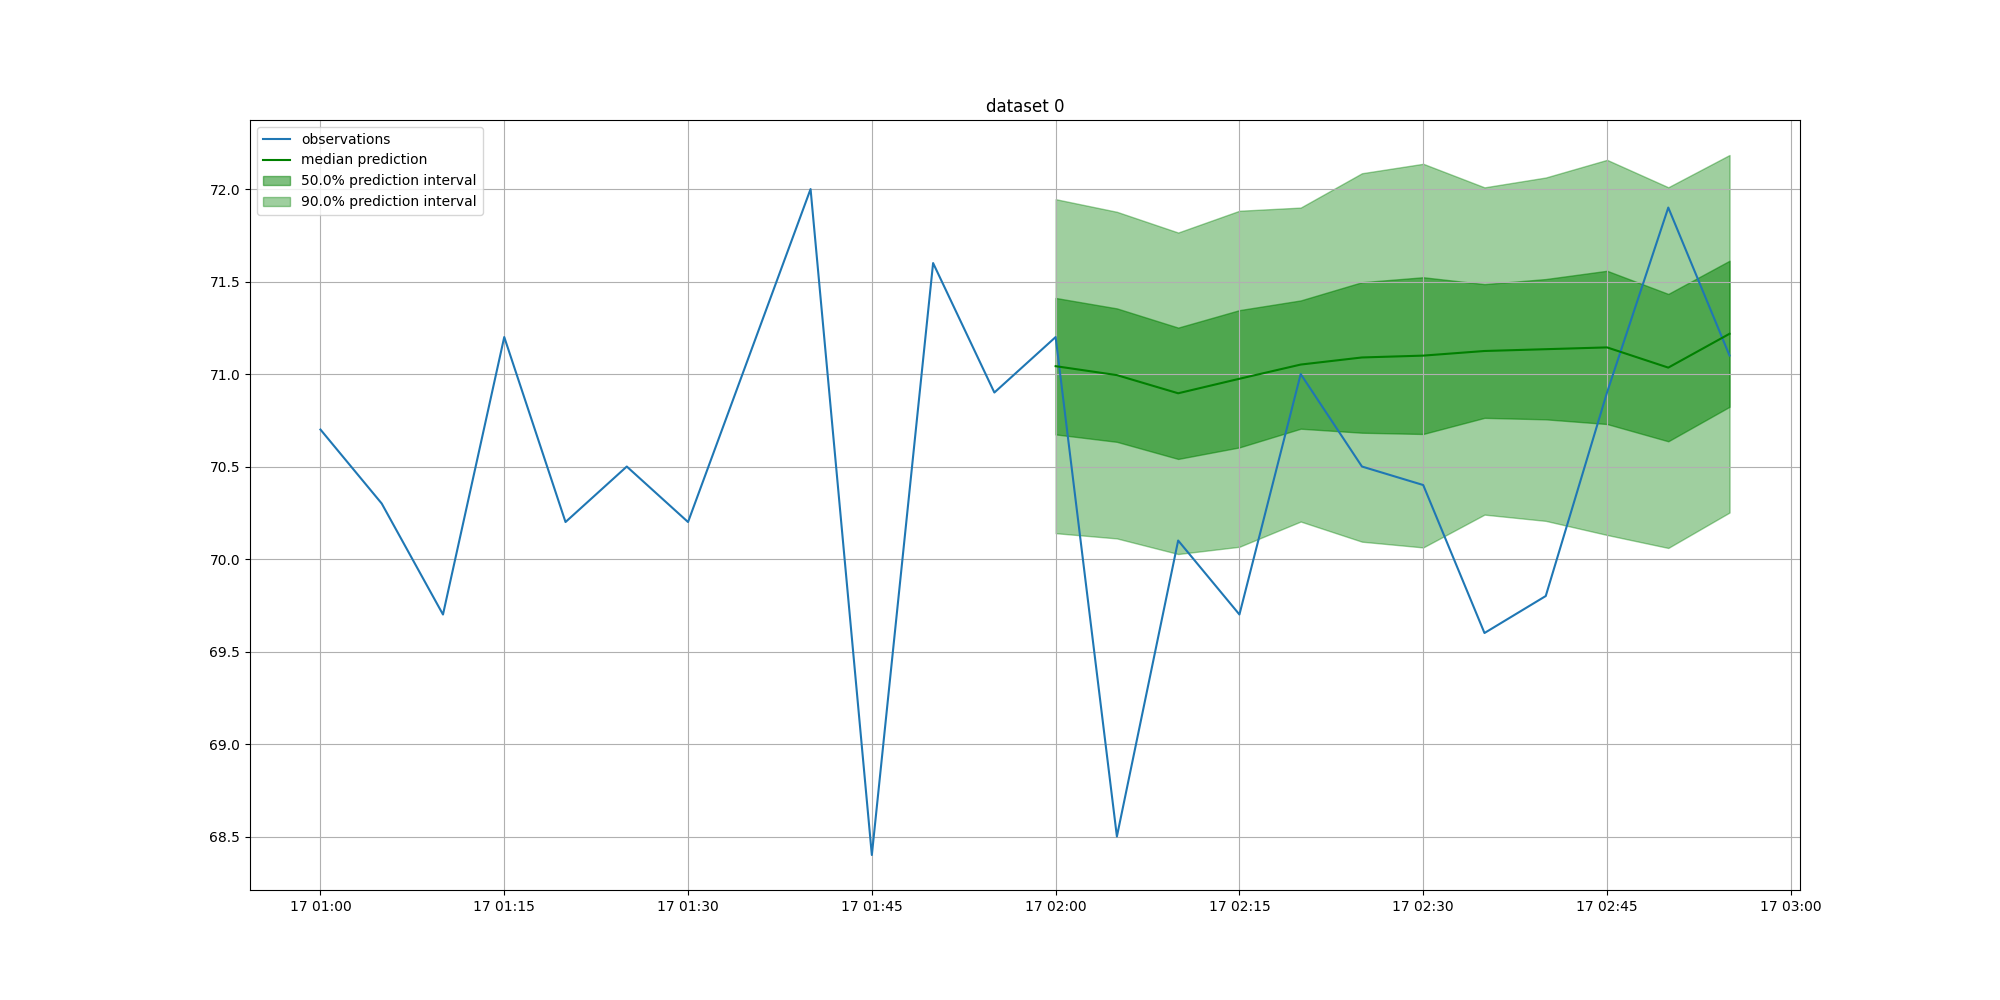 dataset 0
observations
median prediction
50.0% prediction interval
90.0% prediction interval
72.0
71.5
71.0
70.5
70.0
69.5
69.0
68.5
17 01:00 17 01:15 17 01:30 17 01:45 17 02:00 17 02:15 17 02:30 17 02:45 17 03:00